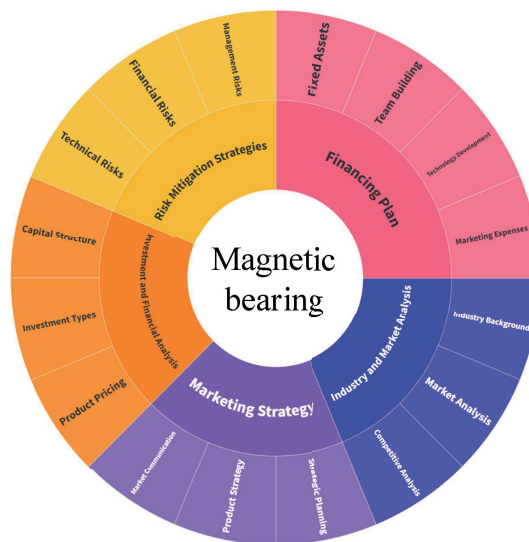 Magnetic
bearing
Financing Plan
Fixed Assets
Team Building
Technology Development
Marketing Expenses
Industry and Market Analysis
Industry Background
Market Analysis
Competitive Analysis
Marketing Strategy
Strategic Planning
Product Strategy
Market Communication
Investment and Financial Analysis
Product Pricing
Investment Types
Capital Structure
Risk Mitigation Strategies
Technical Risks
Financial Risks
Management Risks